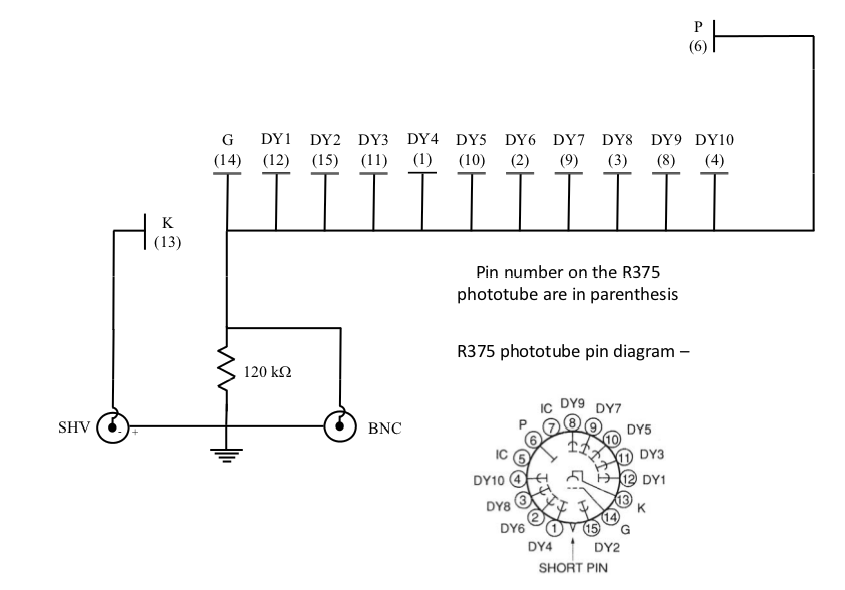 P
(6)
G DY1 DY2 DY3 DY4 DY5 DY6 DY7 DY8 DY9 DY10
(14) (12) (15) (11) (1) (10) (2) (9) (3) (8) (4)
K
(13)
Pin number on the R375
phototube are in parenthesis
R375 phototube pin diagram –
120 kΩ
SHV - + BNC
IC DY9 DY7
P 7 8 9 DY5
6 10
IC 5 11 DY3
DY10 4 12 DY1
DY8 3 13 K
DY6 2 14 G
1 15
DY4 DY2
SHORT PIN